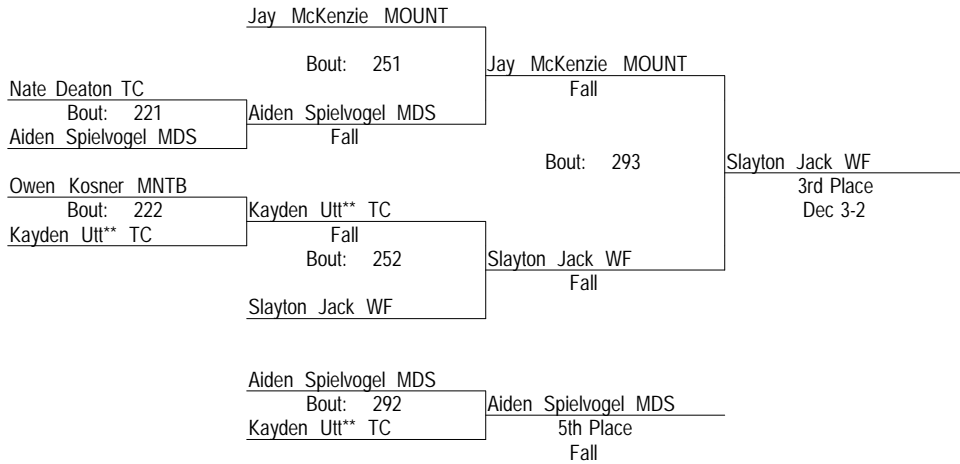 Jay McKenzie MOUNT
Bout: 251
Jay McKenzie MOUNT
Fall
Nate Deaton TC
Bout: 221
Aiden Spielvogel MDS
Aiden Spielvogel MDS
Fall
Bout: 293
Slayton Jack WF
3rd Place
Dec 3-2
Owen Kosner MNTB
Bout: 222
Kayden Utt** TC
Kayden Utt** TC
Fall
Bout: 252
Slayton Jack WF
Fall
Slayton Jack WF
Aiden Spielvogel MDS
Bout: 292
Kayden Utt** TC
Aiden Spielvogel MDS
5th Place
Fall